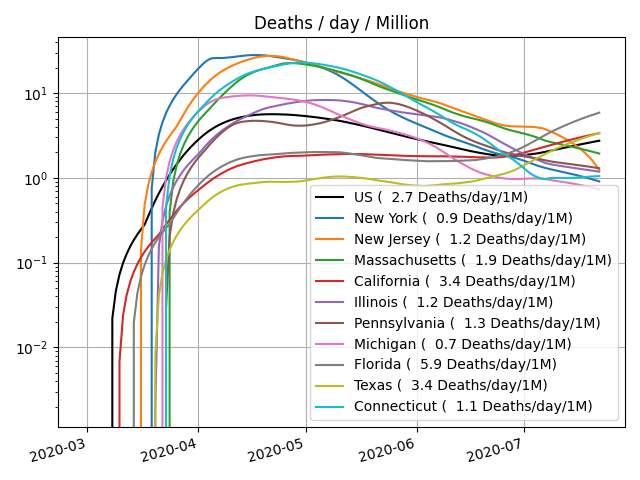 Deaths / day / Million
10¹
10⁰
10⁻¹
10⁻²
US (  2.7 Deaths/day/1M)
New York (  0.9 Deaths/day/1M)
New Jersey (  1.2 Deaths/day/1M)
Massachusetts (  1.9 Deaths/day/1M)
California (  3.4 Deaths/day/1M)
Illinois (  1.2 Deaths/day/1M)
Pennsylvania (  1.3 Deaths/day/1M)
Michigan (  0.7 Deaths/day/1M)
Florida (  5.9 Deaths/day/1M)
Texas (  3.4 Deaths/day/1M)
Connecticut (  1.1 Deaths/day/1M)
2020-03
2020-04
2020-05
2020-06
2020-07